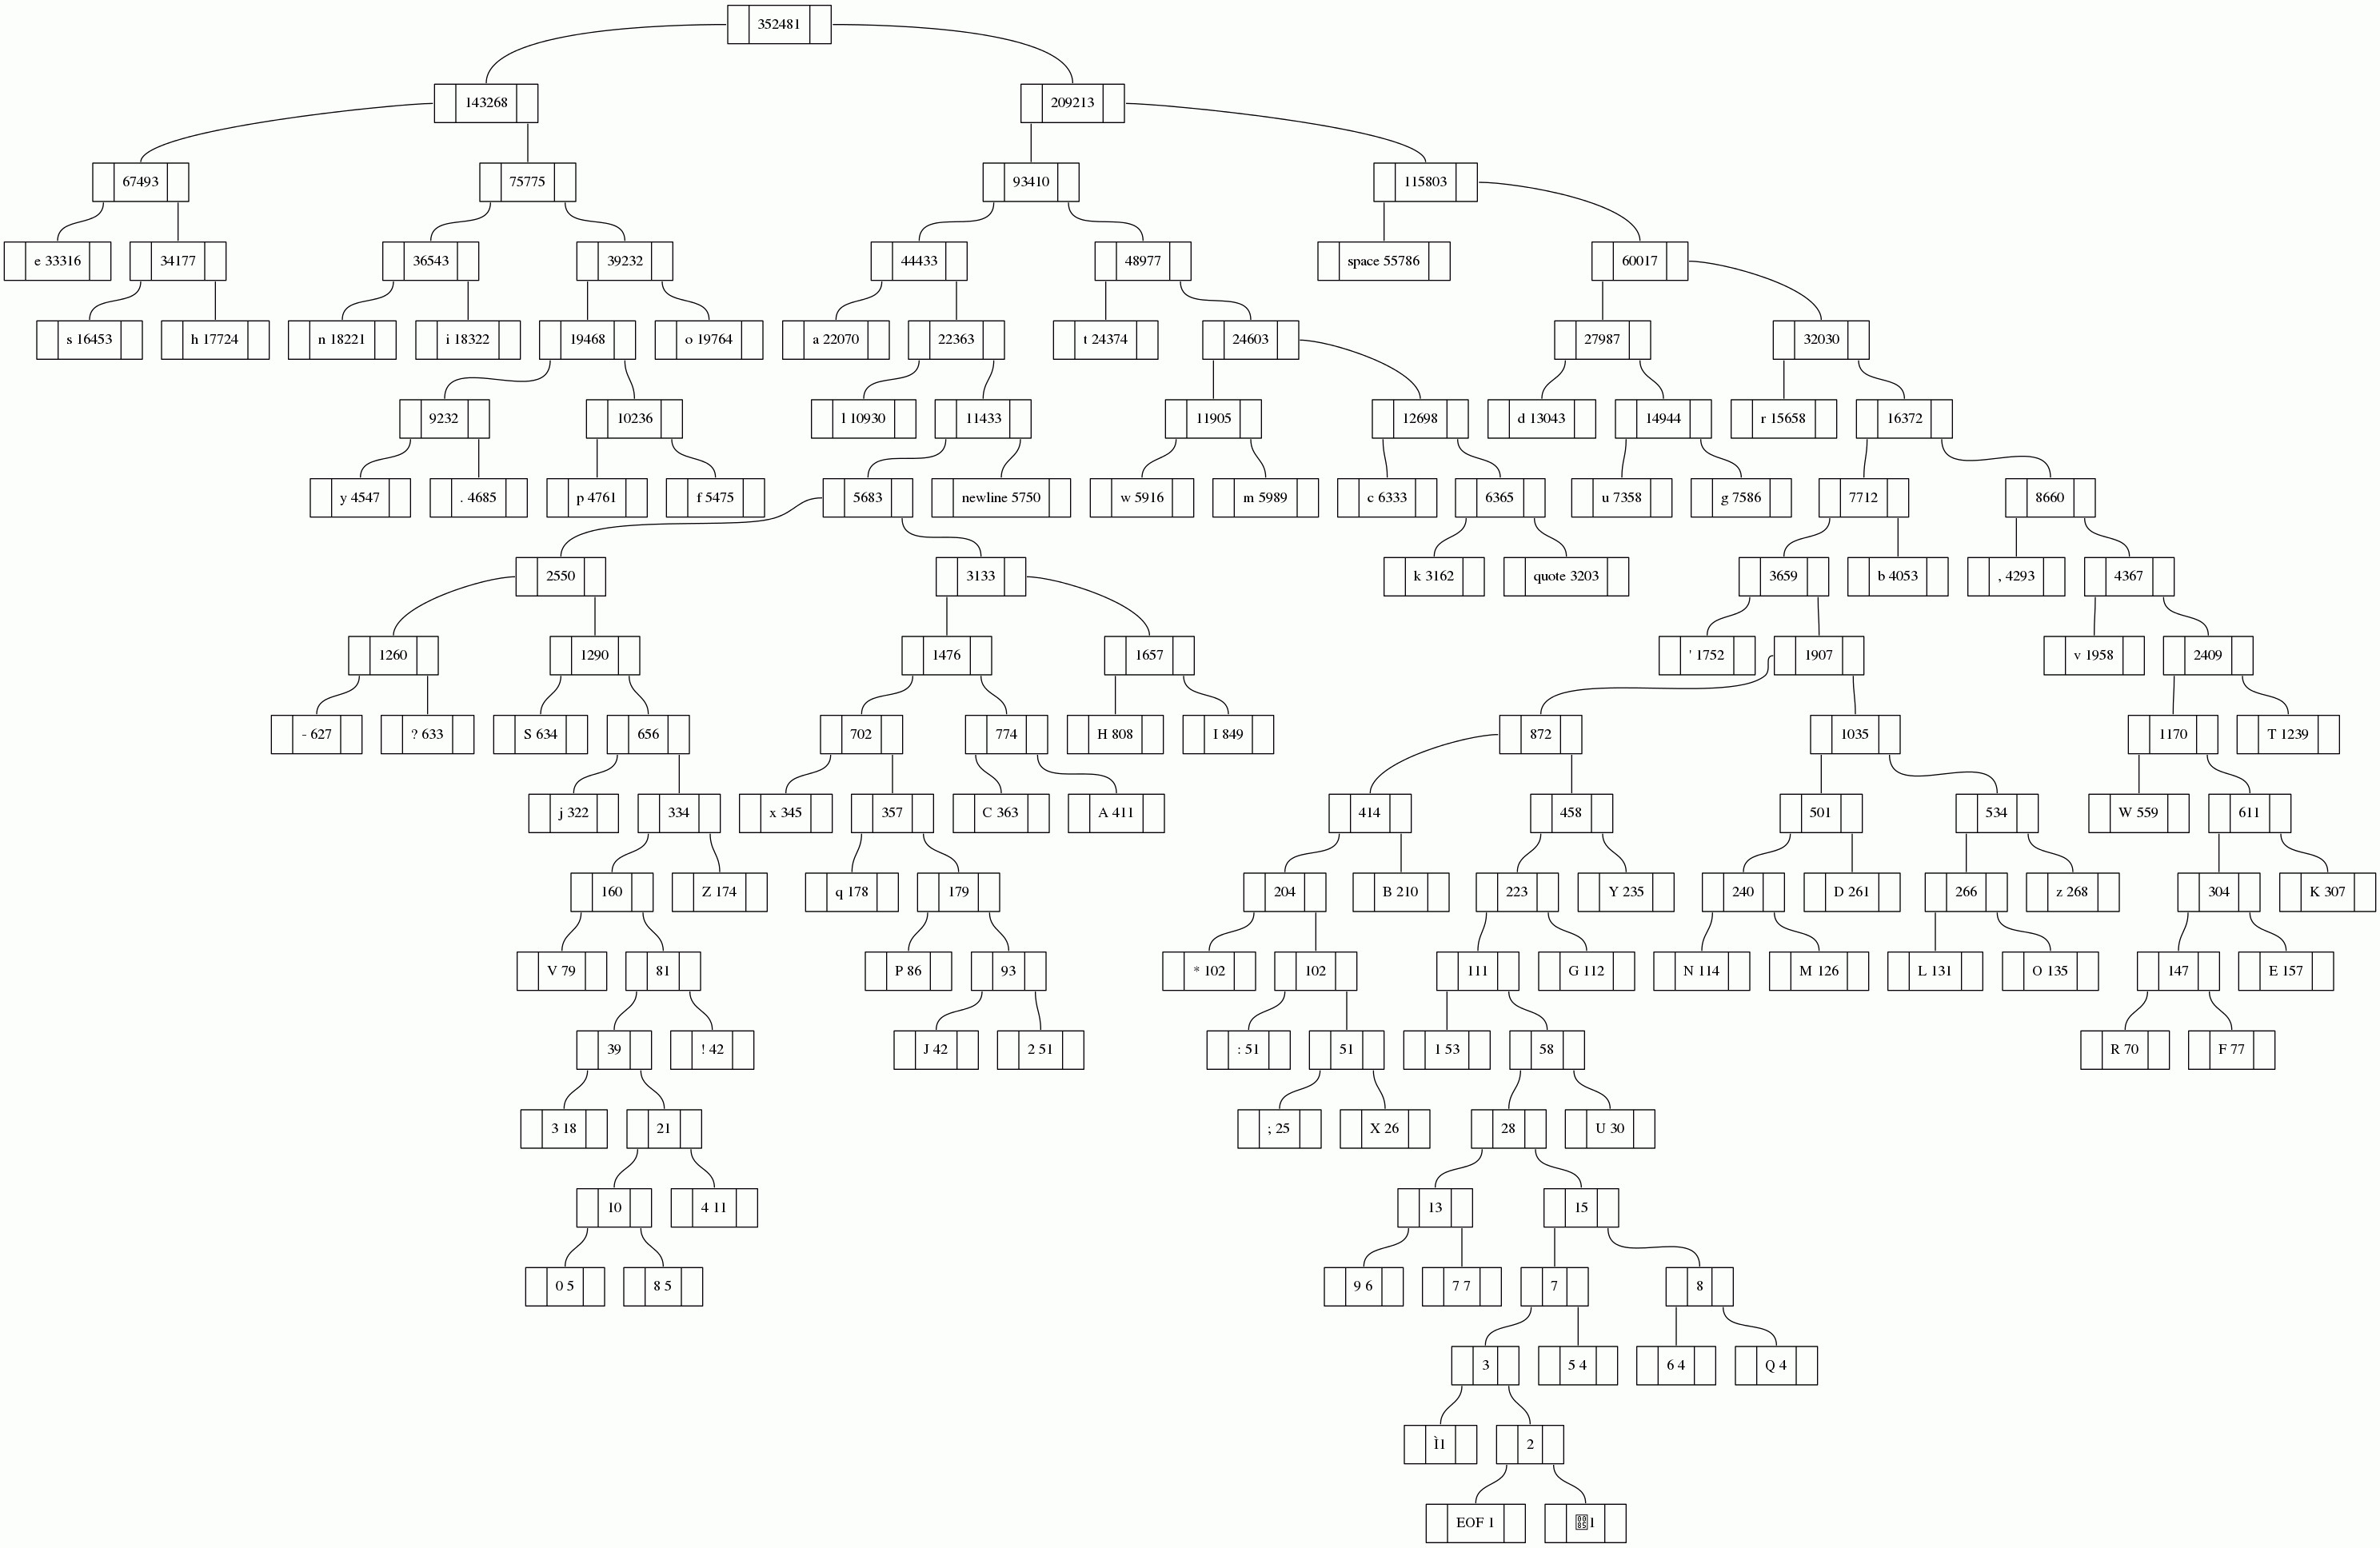 352481
143268 209213
67493 75775 93410 115803
e 33316 34177 36543 39232 44433 48977 space 55786 60017
s 16453 h 17724 n 18221 i 18322 19468 o 19764 a 22070 22363 t 24374 24603 27987 32030
9232 10236 l 10930 11433 11905 12698 d 13043 14944 r 15658 16372
y 4547 . 4685 p 4761 f 5475 5683 newline 5750 w 5916 m 5989 c 6333 6365 u 7358 g 7586 7712 8660
2550 3133 k 3162 quote 3203 3659 b 4053 , 4293 4367
1260 1290 1476 1657 ' 1752 1907 v 1958 2409
- 627 ? 633 S 634 656 702 774 H 808 I 849 872 1035 1170 T 1239
j 322 334 x 345 357 C 363 A 411 414 458 501 534 W 559 611
160 Z 174 q 178 179 204 B 210 223 Y 235 240 D 261 266 z 268 304 K 307
V 79 81 P 86 93 * 102 102 111 G 112 N 114 M 126 L 131 O 135 147 E 157
39 ! 42 J 42 2 51 : 51 51 1 53 58 R 70 F 77
3 18 21 ; 25 X 26 28 U 30
10 4 11 13 15
0 5 8 5 9 6 7 7 7 8
3 5 4 6 4 Q 4
Ì1 2
EOF 1 1